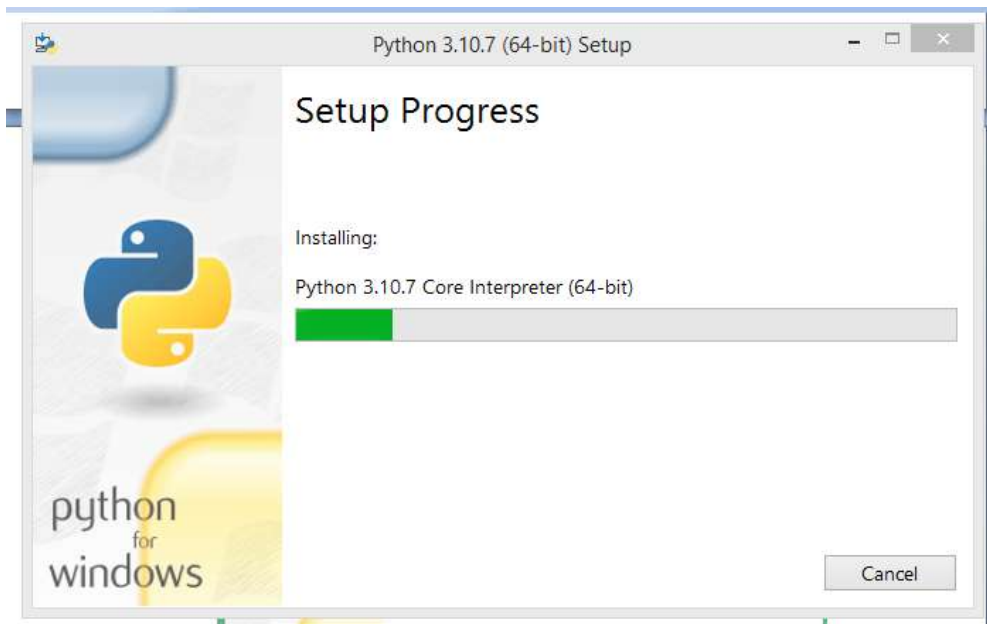 Python 3.10.7 (64-bit) Setup
Setup Progress
Installing:
Python 3.10.7 Core Interpreter (64-bit)
python
for
windows
Cancel